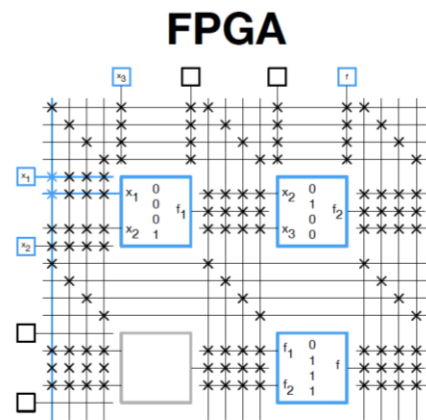 FPGA
x₃ f
x₁
x₁ 0
0
0
x₂ 1
f₁
x₂ 0
1
0
x₃ 0
f₂
x₂
f₁ 0
1
1
f₂ 1
f